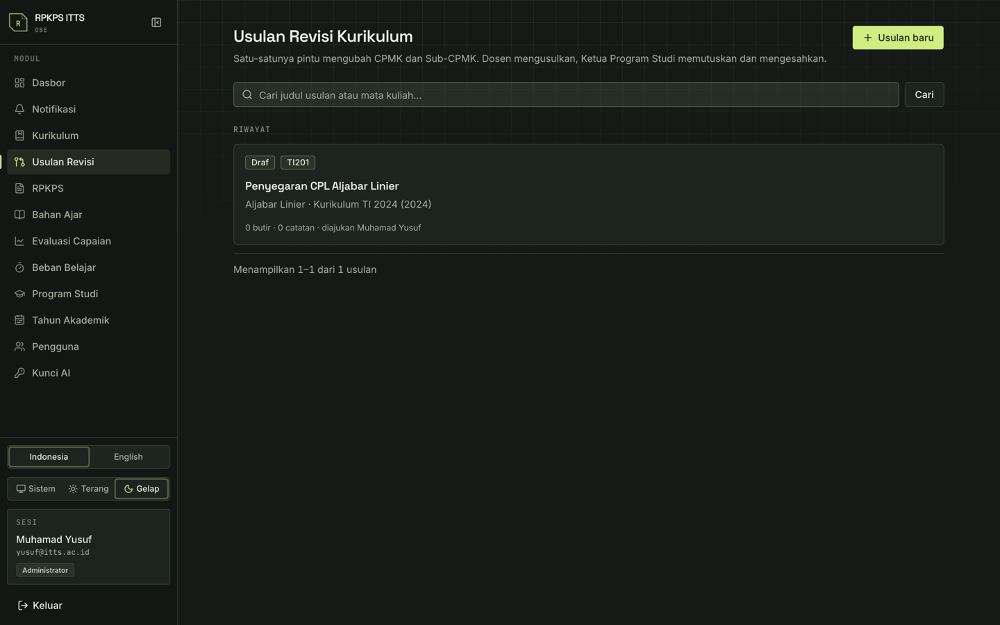 R
RPKPS ITTS
OBE
MODUL
Dasbor
Notifikasi
Kurikulum
Usulan Revisi
RPKPS
Bahan Ajar
Evaluasi Capaian
Beban Belajar
Program Studi
Tahun Akademik
Pengguna
Kunci AI
Indonesia
English
Sistem
Terang
Gelap
SESI
Muhamad Yusuf
yusuf@itts.ac.id
Administrator
Keluar
Usulan Revisi Kurikulum
Satu-satunya pintu mengubah CPMK dan Sub-CPMK. Dosen mengusulkan, Ketua Program Studi memutuskan dan mengesahkan.
Usulan baru
Cari judul usulan atau mata kuliah...
Cari
RIWAYAT
Draf
TI201
Penyegaran CPL Aljabar Linier
Aljabar Linier · Kurikulum TI 2024 (2024)
0 butir · 0 catatan · diajukan Muhamad Yusuf
Menampilkan 1–1 dari 1 usulan